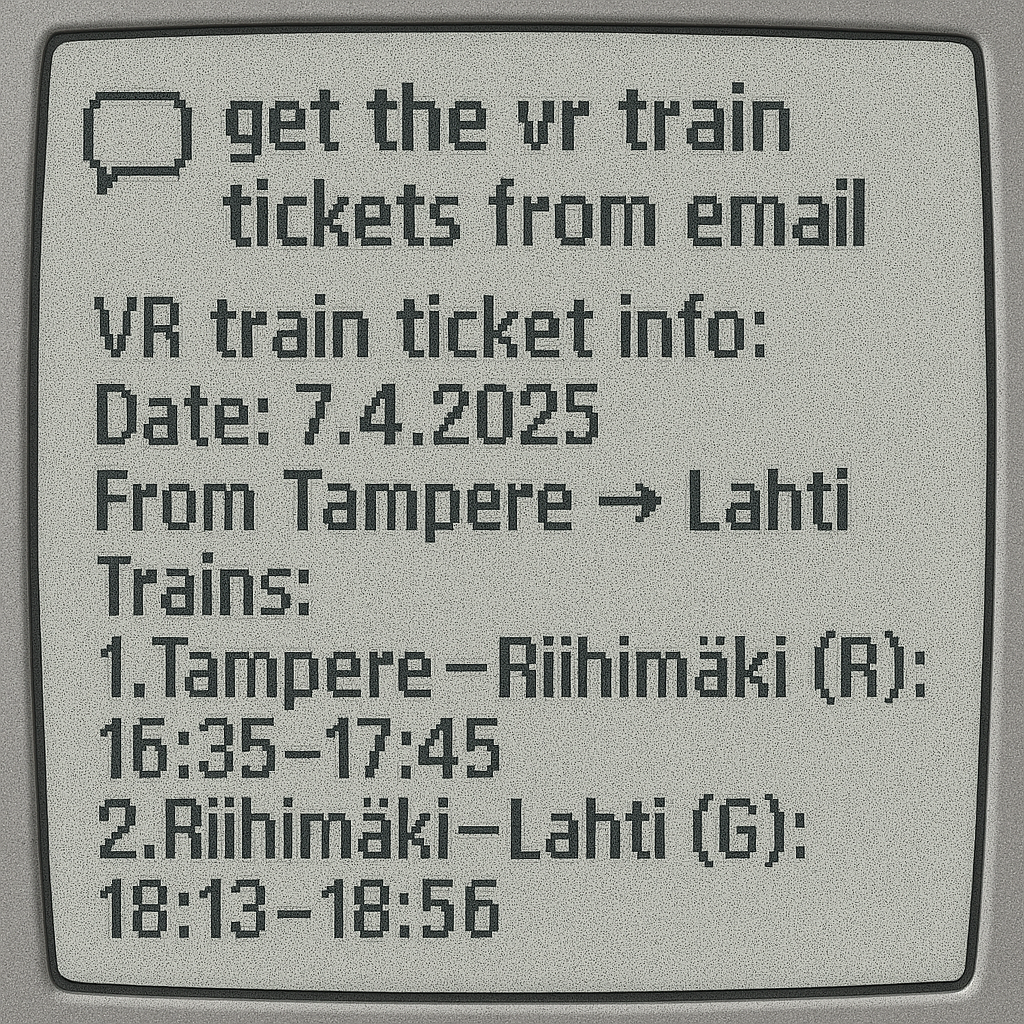 get the vr train
tickets from email
VR train ticket info:
Date: 7.4.2025
From Tampere → Lahti
Trains:
1.Tampere–Riihimäki (R):
16:35–17:45
2.Riihimäki–Lahti (G):
18:13–18:56